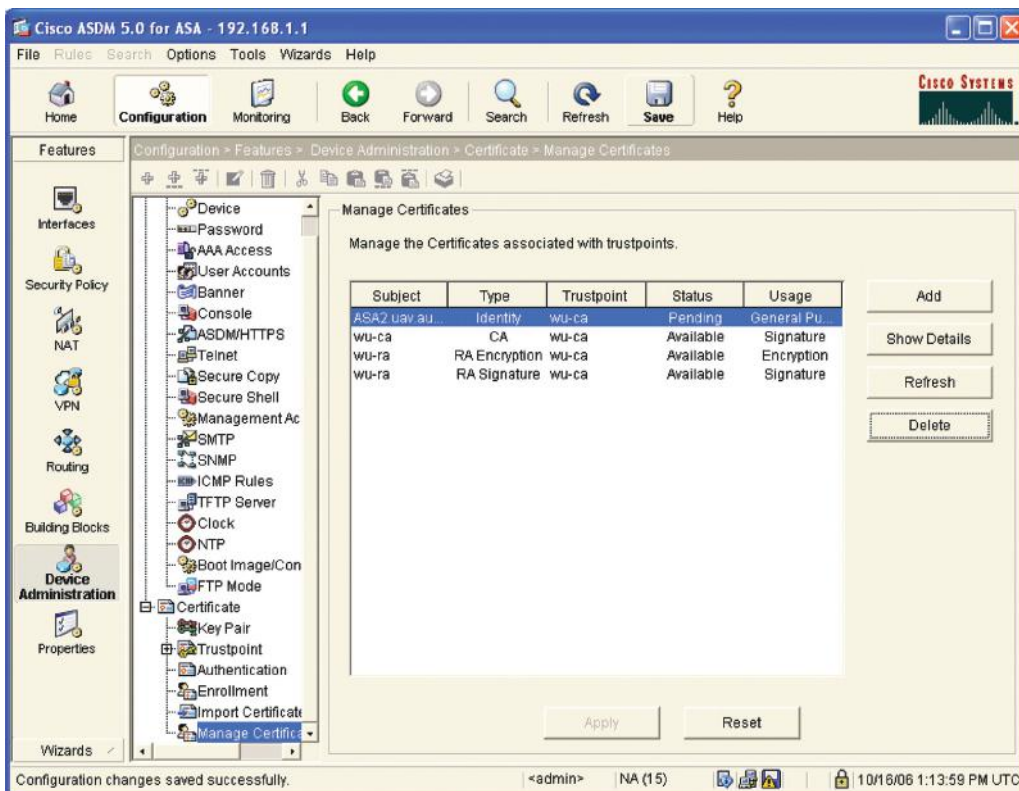 Cisco ASDM 5.0 for ASA - 192.168.1.1
File Rules Search Options Tools Wizards Help
Home Configuration Monitoring Back Forward Search Refresh Save Help
CISCO SYSTEMS
Features
Configuration > Features > Device Administration > Certificate > Manage Certificates
Interfaces
Security Policy
NAT
VPN
Routing
Building Blocks
Device Administration
Properties
Wizards
Device
Password
AAA Access
User Accounts
Banner
Console
ASDM/HTTPS
Telnet
Secure Copy
Secure Shell
Management Ac
SMTP
SNMP
ICMP Rules
TFTP Server
Clock
NTP
Boot Image/Con
FTP Mode
Certificate
Key Pair
Trustpoint
Authentication
Enrollment
Import Certificate
Manage Certifica
Manage Certificates
Manage the Certificates associated with trustpoints.
Subject Type Trustpoint Status Usage
ASA2.uav.au... Identity wu-ca Pending General Pu...
wu-ca CA wu-ca Available Signature
wu-ra RA Encryption wu-ca Available Encryption
wu-ra RA Signature wu-ca Available Signature
Add
Show Details
Refresh
Delete
Apply Reset
Configuration changes saved successfully. <admin> NA (15) 10/16/06 1:13:59 PM UTC